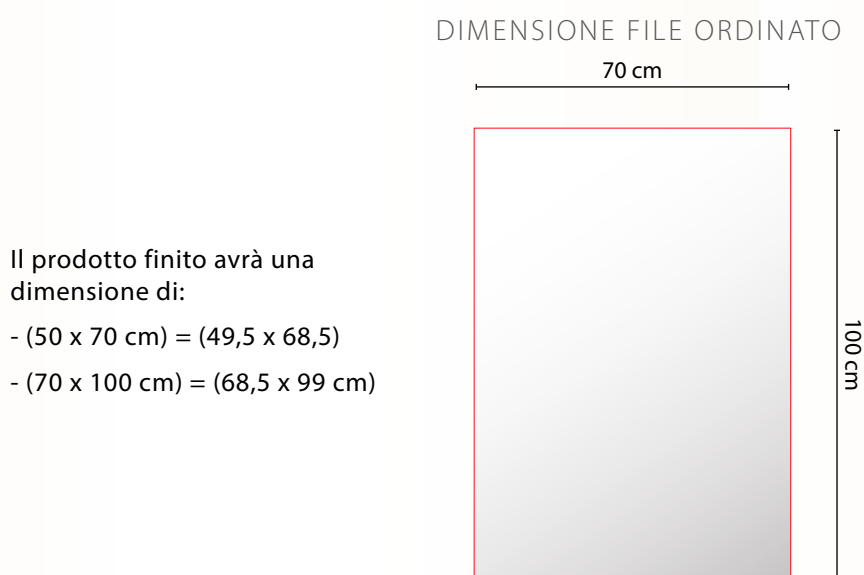 DIMENSIONE FILE ORDINATO
70 cm
Il prodotto finito avrà una
dimensione di:
- (50 x 70 cm) = (49,5 x 68,5)
- (70 x 100 cm) = (68,5 x 99 cm)
100 cm